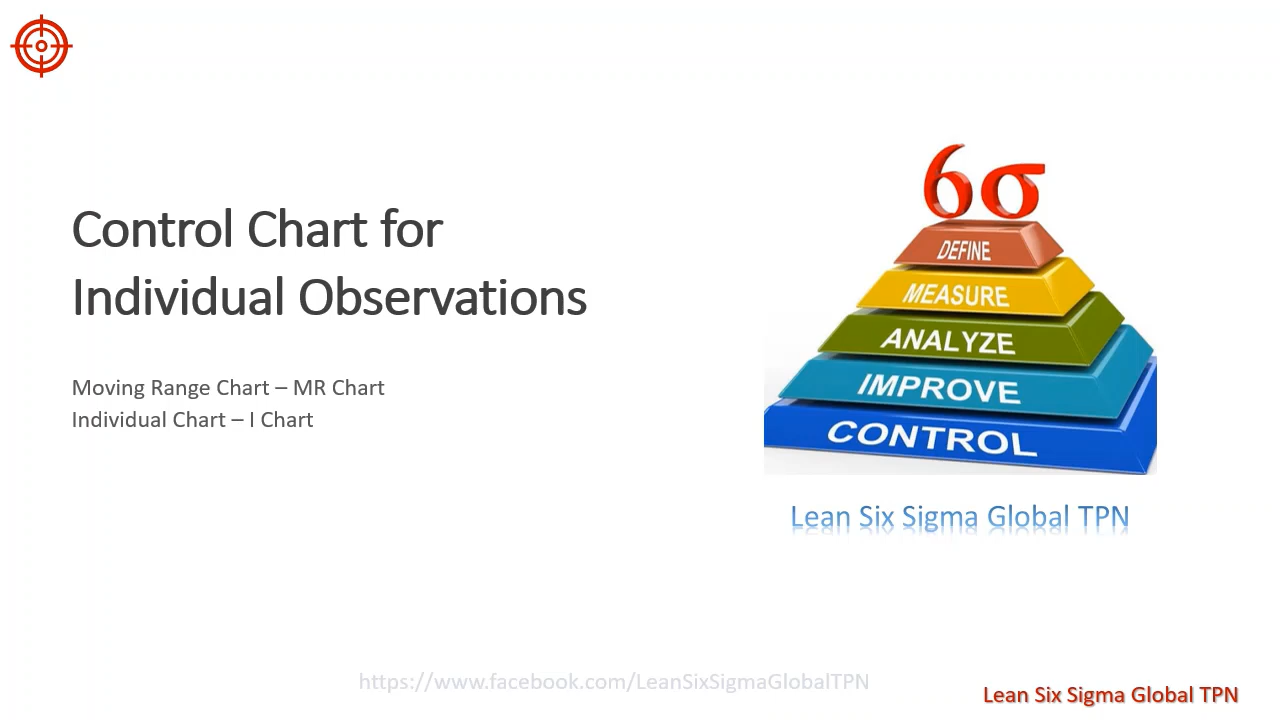 Control Chart for
Individual Observations
Moving Range Chart – MR Chart
Individual Chart – I Chart
6σ
DEFINE
MEASURE
ANALYZE
IMPROVE
CONTROL
Lean Six Sigma Global TPN
https://www.facebook.com/LeanSixSigmaGlobalTPN
Lean Six Sigma Global TPN